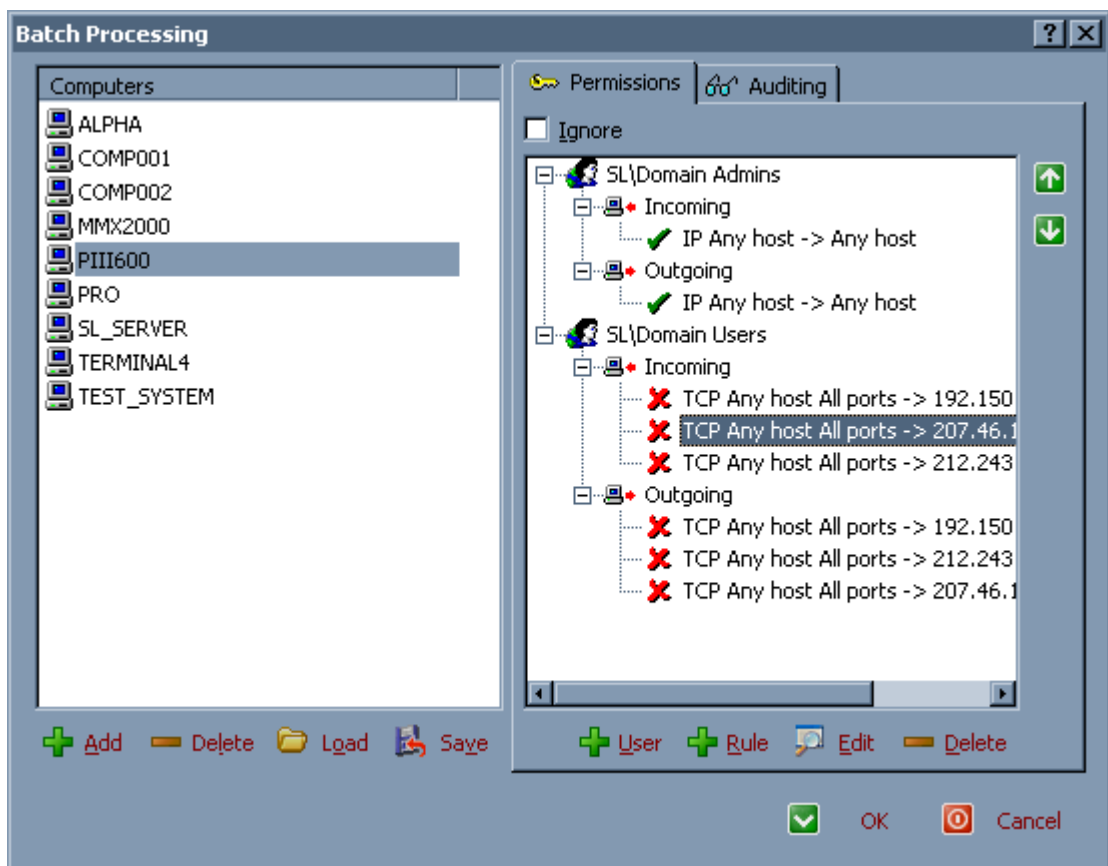 Batch Processing
Computers
ALPHA
COMP001
COMP002
MMX2000
PIII600
PRO
SL_SERVER
TERMINAL4
TEST_SYSTEM
Add Delete Load Save
Permissions Auditing
Ignore
SL\Domain Admins
Incoming
IP Any host -> Any host
Outgoing
IP Any host -> Any host
SL\Domain Users
Incoming
TCP Any host All ports -> 192.150
TCP Any host All ports -> 207.46.1
TCP Any host All ports -> 212.243
Outgoing
TCP Any host All ports -> 192.150
TCP Any host All ports -> 212.243
TCP Any host All ports -> 207.46.1
User Rule Edit Delete
OK Cancel